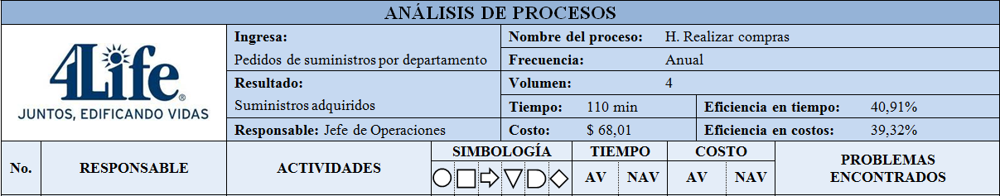 ANÁLISIS DE PROCESOS
4Life®
JUNTOS, EDIFICANDO VIDAS
Ingresa:
Pedidos de suministros por departamento
Resultado:
Suministros adquiridos
Responsable: Jefe de Operaciones
Nombre del proceso: H. Realizar compras
Frecuencia: Anual
Volumen: 4
Tiempo: 110 min Eficiencia en tiempo: 40,91%
Costo: $ 68,01 Eficiencia en costos: 39,32%
No. RESPONSABLE ACTIVIDADES SIMBOLOGÍA TIEMPO COSTO PROBLEMAS ENCONTRADOS
AV NAV AV NAV